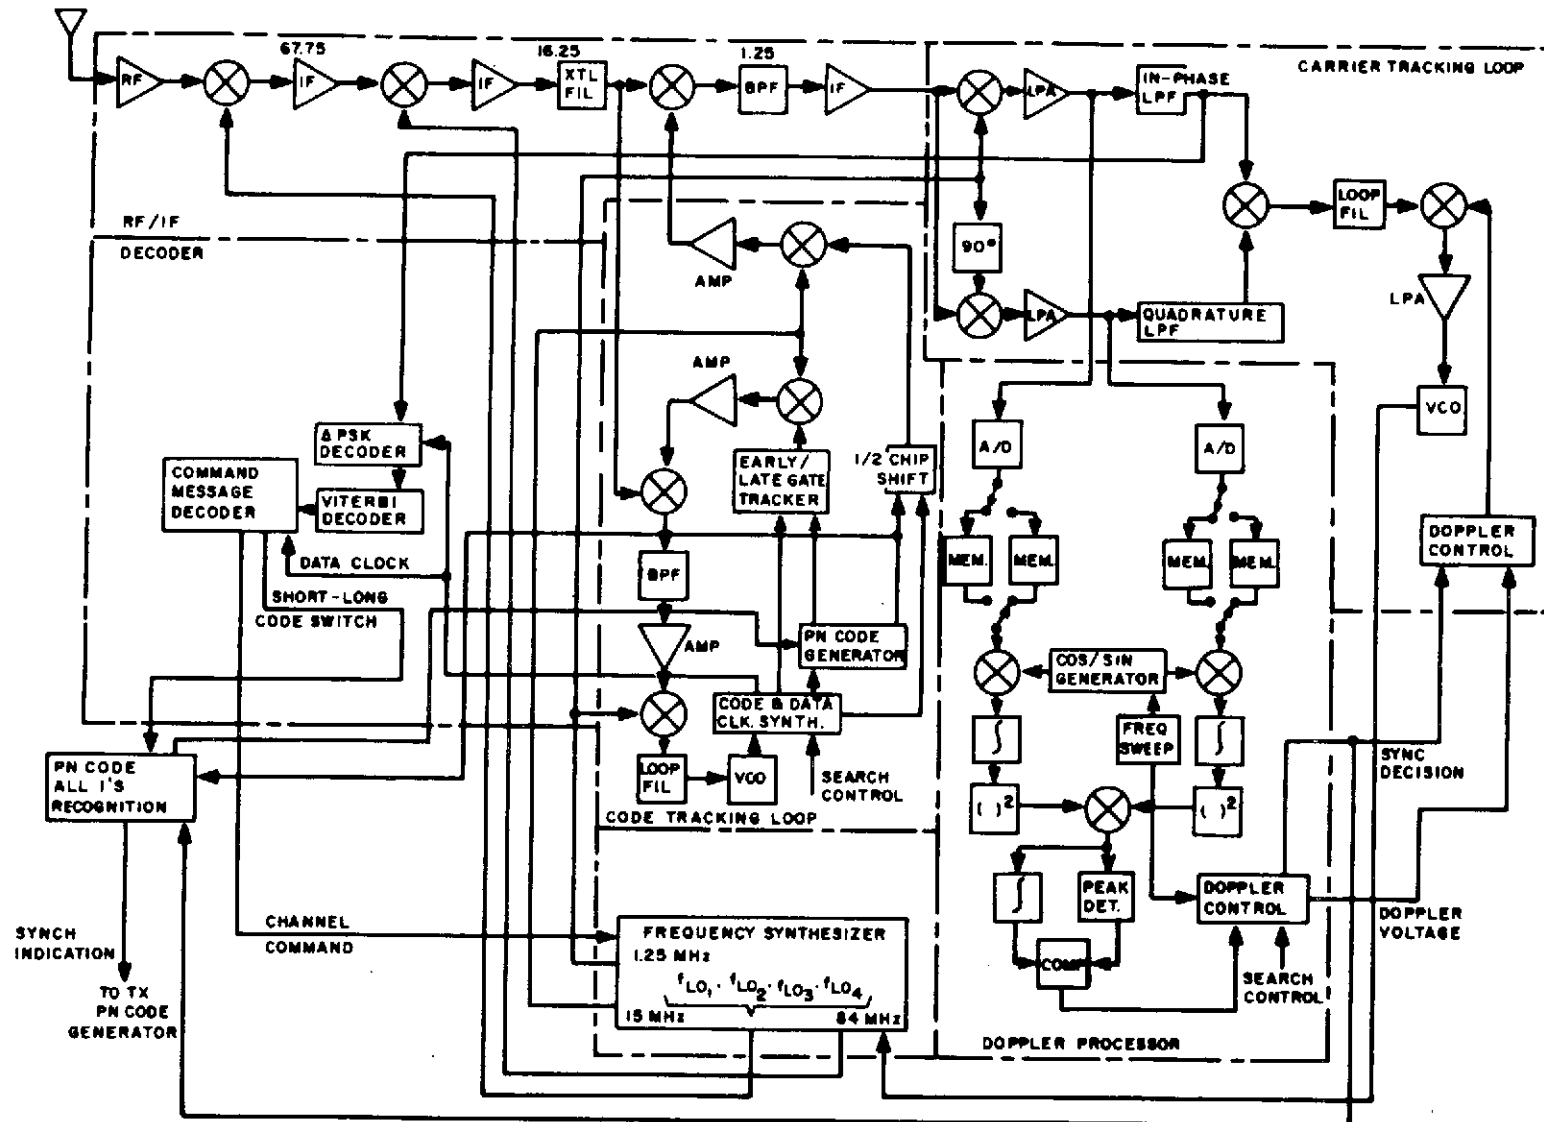 67.75
16.25
1.25
CARRIER TRACKING LOOP
RF
IF
IF
XTL
FIL
BPF
IF
LPA
IN-PHASE
LPF
LOOP
FIL
RF/IF
DECODER
AMP
90°
LPA
QUADRATURE
LPF
LPA
AMP
VCO
Δ PSK
DECODER
A/D
A/D
COMMAND
MESSAGE
DECODER
VITERBI
DECODER
EARLY/
LATE GATE
TRACKER
1/2 CHIP
SHIFT
DOPPLER
CONTROL
MEM.
MEM.
MEM.
MEM.
DATA CLOCK
BPF
SHORT-LONG
CODE SWITCH
AMP
PN CODE
GENERATOR
COS/SIN
GENERATOR
CODE & DATA
CLK. SYNTH.
FREQ
SWEEP
∫
∫
SYNC
DECISION
PN CODE
ALL 1'S
RECOGNITION
LOOP
FIL
VCO
SEARCH
CONTROL
( )²
( )²
CODE TRACKING LOOP
∫
PEAK
DET.
DOPPLER
CONTROL
DOPPLER
VOLTAGE
SYNCH
INDICATION
CHANNEL
COMMAND
FREQUENCY SYNTHESIZER
1.25 MHz
fLO1, fLO2, fLO3, fLO4
15 MHz
84 MHz
COMP
SEARCH
CONTROL
TO TX
PN CODE
GENERATOR
DOPPLER PROCESSOR